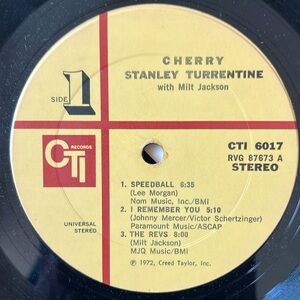 CHERRY
STANLEY TURRENTINE
with Milt Jackson
SIDE 1
CTI
RECORDS
CTI 6017
RVG 87673 A
STEREO
1. SPEEDBALL 6:35
(Lee Morgan)
Nom Music, Inc./BMI
2. I REMEMBER YOU 5:10
(Johnny Mercer/Victor Schertzinger)
Paramount Music/ASCAP
3. THE REVS 8:00
(Milt Jackson)
MJQ Music/BMI
UNIVERSAL
STEREO
℗ 1972, Creed Taylor, Inc.